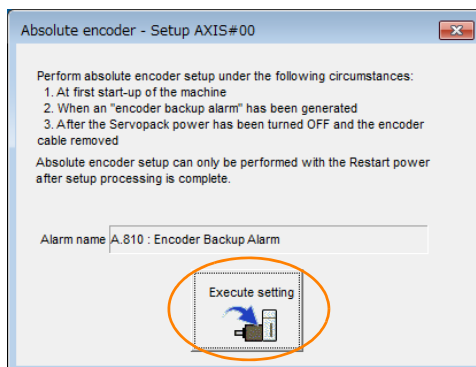 Absolute encoder - Setup AXIS#00
Perform absolute encoder setup under the following circumstances:
1. At first start-up of the machine
2. When an "encoder backup alarm" has been generated
3. After the Servopack power has been turned OFF and the encoder
cable removed
Absolute encoder setup can only be performed with the Restart power
after setup processing is complete.
Alarm name A.810 : Encoder Backup Alarm
Execute setting